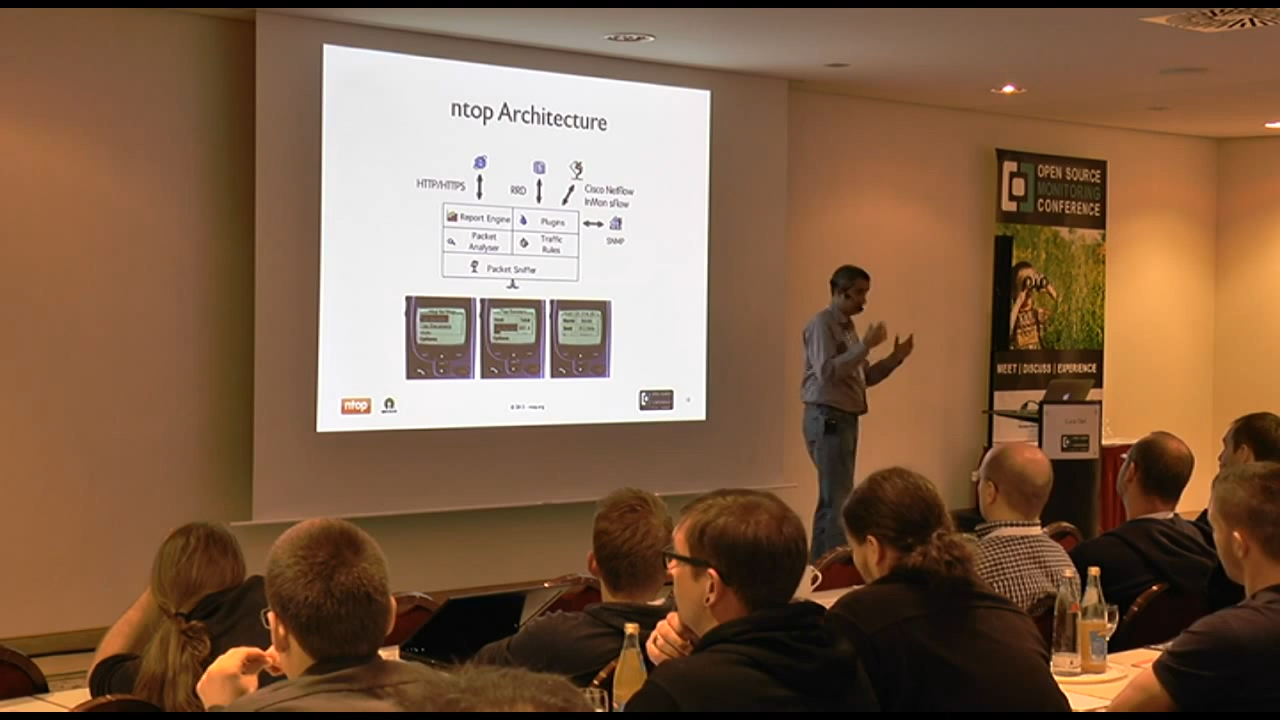 ntop Architecture
HTTP/HTTPS
RRD
Cisco Netflow
InMon sFlow
Report Engine
Plugins
SNMP
Packet
Analyser
Traffic
Rules
Packet Sniffer
Options
ntop
OPEN SOURCE
MONITORING
CONFERENCE
MEET | DISCUSS | EXPERIENCE